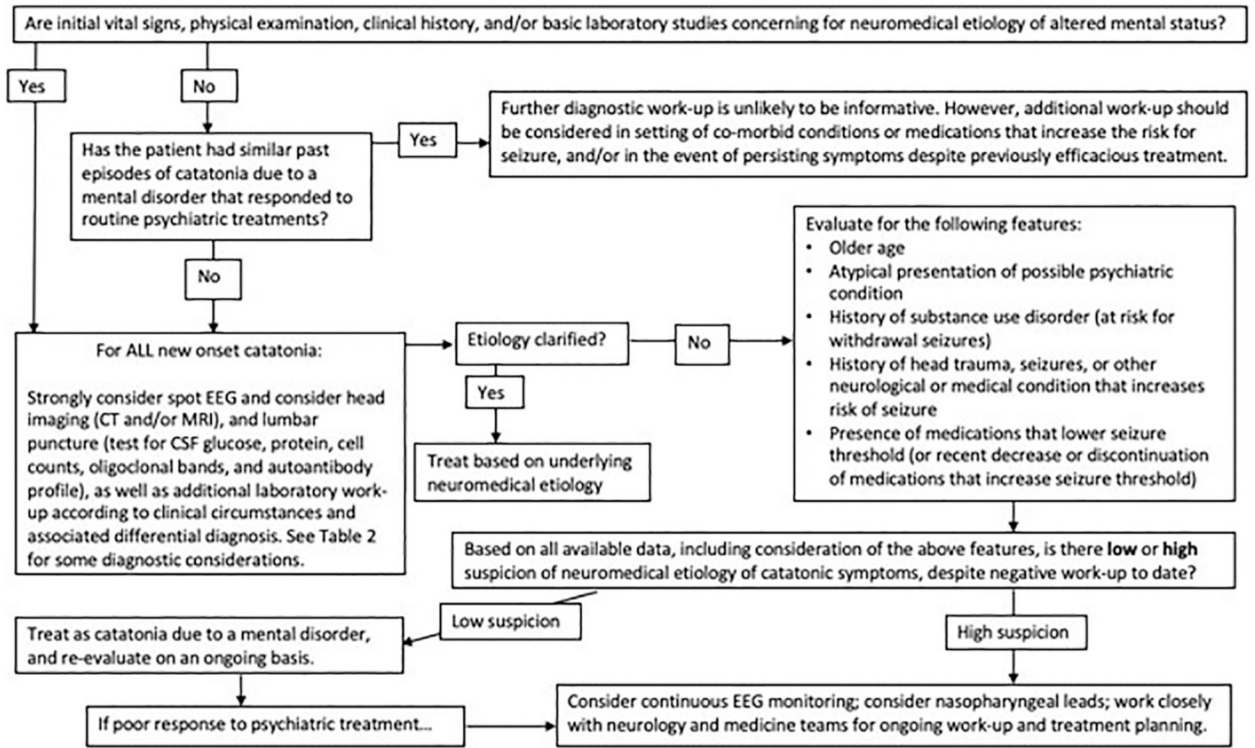 Are initial vital signs, physical examination, clinical history, and/or basic laboratory studies concerning for neuromedical etiology of altered mental status?
Yes
No
Further diagnostic work-up is unlikely to be informative. However, additional work-up should
be considered in setting of co-morbid conditions or medications that increase the risk for
seizure, and/or in the event of persisting symptoms despite previously efficacious treatment.
Yes
Has the patient had similar past
episodes of catatonia due to a
mental disorder that responded to
routine psychiatric treatments?
No
Evaluate for the following features:
• Older age
• Atypical presentation of possible psychiatric
condition
• History of substance use disorder (at risk for
withdrawal seizures)
• History of head trauma, seizures, or other
neurological or medical condition that increases
risk of seizure
• Presence of medications that lower seizure
threshold (or recent decrease or discontinuation
of medications that increase seizure threshold)
For ALL new onset catatonia:
Strongly consider spot EEG and consider head
imaging (CT and/or MRI), and lumbar
puncture (test for CSF glucose, protein, cell
counts, oligoclonal bands, and autoantibody
profile), as well as additional laboratory work-
up according to clinical circumstances and
associated differential diagnosis. See Table 2
for some diagnostic considerations.
Etiology clarified?
No
Yes
Treat based on underlying
neuromedical etiology
Based on all available data, including consideration of the above features, is there low or high
suspicion of neuromedical etiology of catatonic symptoms, despite negative work-up to date?
Low suspicion
High suspicion
Treat as catatonia due to a mental disorder,
and re-evaluate on an ongoing basis.
If poor response to psychiatric treatment...
Consider continuous EEG monitoring; consider nasopharyngeal leads; work closely
with neurology and medicine teams for ongoing work-up and treatment planning.